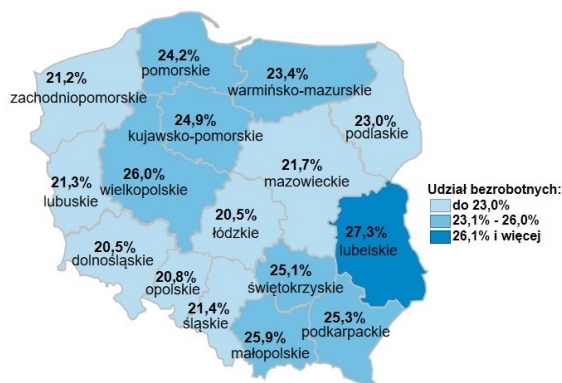 24,2%
pomorskie
21,2%
zachodniopomorskie
23,4%
warmińsko-mazurskie
24,9%
kujawsko-pomorskie
23,0%
podlaskie
26,0%
wielkopolskie
21,7%
mazowieckie
21,3%
lubuskie
20,5%
łódzkie
27,3%
lubelskie
20,5%
dolnośląskie
20,8%
opolskie
21,4%
śląskie
25,1%
świętokrzyskie
25,3%
podkarpackie
25,9%
małopolskie
Udział bezrobotnych:
do 23,0%
23,1% - 26,0%
26,1% i więcej